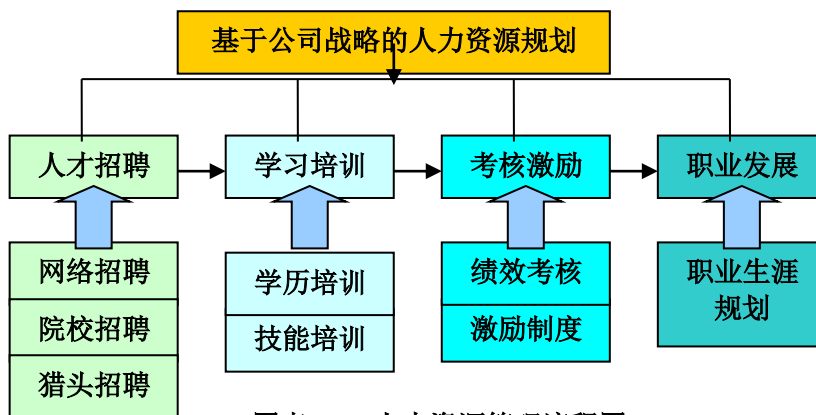 基于公司战略的人力资源规划
人才招聘
学习培训
考核激励
职业发展
网络招聘
院校招聘
猎头招聘
学历培训
技能培训
绩效考核
激励制度
职业生涯
规划